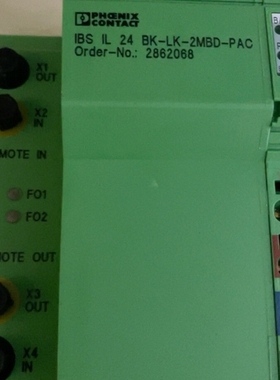 PHŒNIX
CONTACT
IBS IL 24 BK-LK-2MBD-PAC
Order-No.: 2862068
X1
OUT
X2
IN
MOTE IN
FO1
FO2
MOTE OUT
X3
OUT
X4
IN